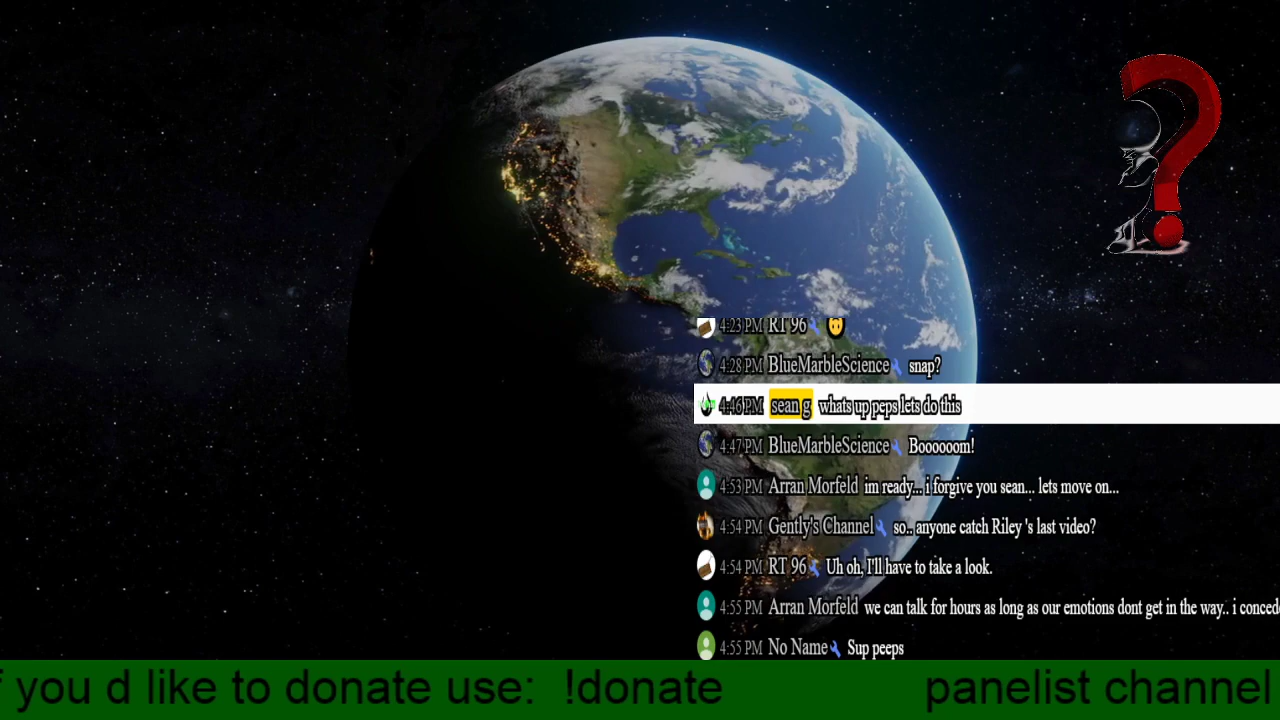 4:23 PM RT 96
4:28 PM BlueMarbleScience snap?
4:46 PM sean g whats up peps lets do this
4:47 PM BlueMarbleScience Boooooom!
4:53 PM Arran Morfeld im ready... i forgive you sean... lets move on...
4:54 PM Gently's Channel so.. anyone catch Riley 's last video?
4:54 PM RT 96 Uh oh, I'll have to take a look.
4:55 PM Arran Morfeld we can talk for hours as long as our emotions dont get in the way.. i concede
4:55 PM No Name Sup peeps
f you d like to donate use: !donate panelist channel